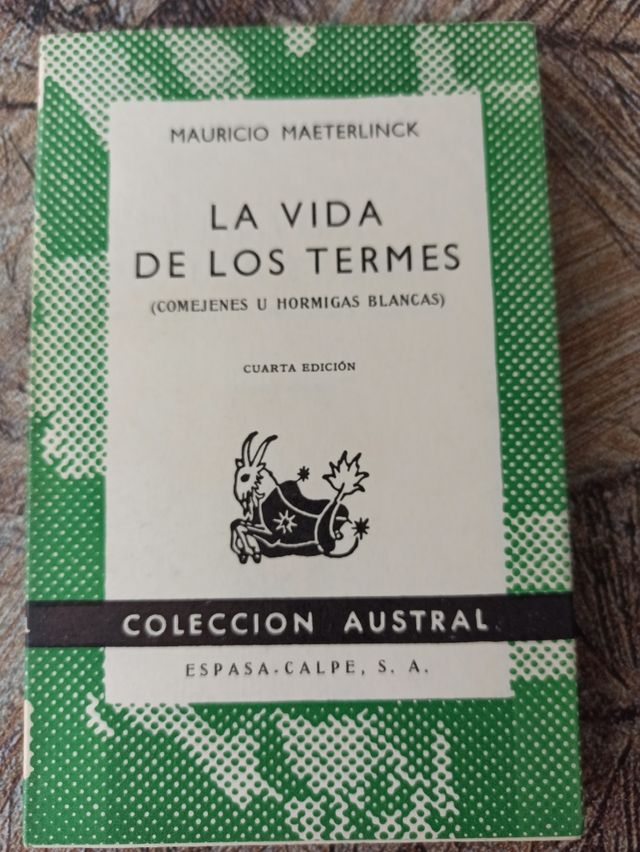 MAURICIO MAETERLINCK
LA VIDA
DE LOS TERMES
(COMEJENES U HORMIGAS BLANCAS)
CUARTA EDICIÓN
COLECCION AUSTRAL
ESPASA-CALPE, S. A.